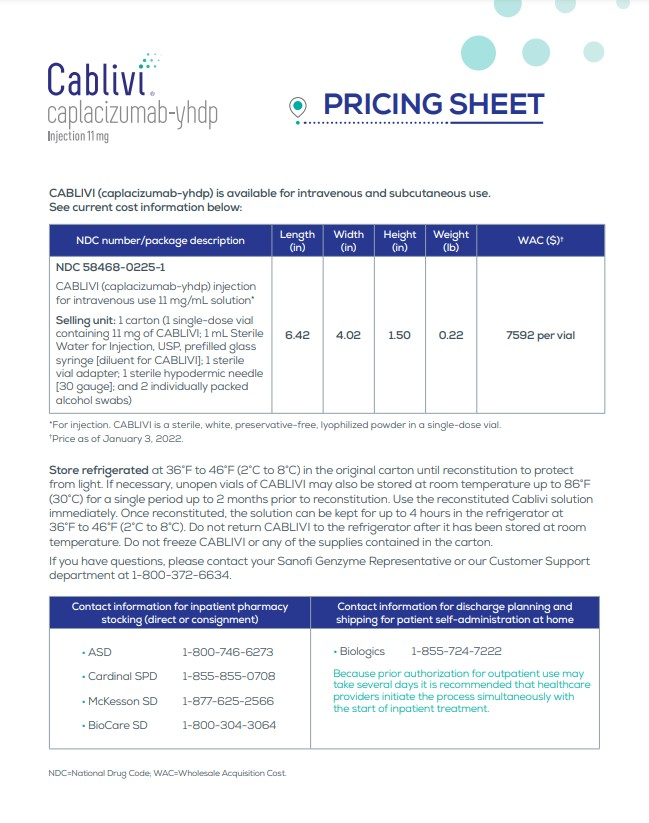 Cablivi®
caplacizumab-yhdp
Injection 11 mg
PRICING SHEET
CABLIVI (caplacizumab-yhdp) is available for intravenous and subcutaneous use.
See current cost information below:
NDC number/package description
Length (in)
Width (in)
Height (in)
Weight (lb)
WAC ($)†
NDC 58468-0225-1
CABLIVI (caplacizumab-yhdp) injection
for intravenous use 11 mg/mL solution*
Selling unit: 1 carton (1 single-dose vial
containing 11 mg of CABLIVI; 1 mL Sterile
Water for Injection, USP, prefilled glass
syringe [diluent for CABLIVI]; 1 sterile
vial adapter; 1 sterile hypodermic needle
[30 gauge]; and 2 individually packed
alcohol swabs)
6.42
4.02
1.50
0.22
7592 per vial
*For injection. CABLIVI is a sterile, white, preservative-free, lyophilized powder in a single-dose vial.
†Price as of January 3, 2022.
Store refrigerated at 36°F to 46°F (2°C to 8°C) in the original carton until reconstitution to protect
from light. If necessary, unopen vials of CABLIVI may also be stored at room temperature up to 86°F
(30°C) for a single period up to 2 months prior to reconstitution. Use the reconstituted Cablivi solution
immediately. Once reconstituted, the solution can be kept for up to 4 hours in the refrigerator at
36°F to 46°F (2°C to 8°C). Do not return CABLIVI to the refrigerator after it has been stored at room
temperature. Do not freeze CABLIVI or any of the supplies contained in the carton.
If you have questions, please contact your Sanofi Genzyme Representative or our Customer Support
department at 1-800-372-6634.
Contact information for inpatient pharmacy
stocking (direct or consignment)
• ASD 1-800-746-6273
• Cardinal SPD 1-855-855-0708
• McKesson SD 1-877-625-2566
• BioCare SD 1-800-304-3064
Contact information for discharge planning and
shipping for patient self-administration at home
• Biologics 1-855-724-7222
Because prior authorization for outpatient use may
take several days it is recommended that healthcare
providers initiate the process simultaneously with
the start of inpatient treatment.
NDC=National Drug Code; WAC=Wholesale Acquisition Cost.